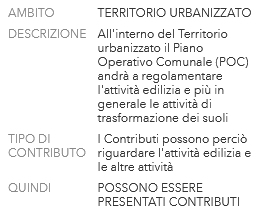 AMBITO TERRITORIO URBANIZZATO
DESCRIZIONE All'interno del Territorio
urbanizzato il Piano
Operativo Comunale (POC)
andrà a regolamentare
l'attività edilizia e più in
generale le attività di
trasformazione dei suoli
TIPO DI I Contributi possono perciò
CONTRIBUTO riguardare l'attività edilizia e
le altre attività
QUINDI POSSONO ESSERE
PRESENTATI CONTRIBUTI